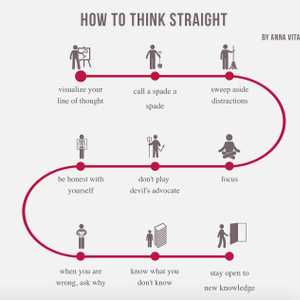 HOW TO THINK STRAIGHT
BY ANNA VITA
visualize your
line of thought
call a spade a
spade
sweep aside
distractions
be honest with
yourself
don't play
devil's advocate
focus
when you are
wrong, ask why
know what you
don't know
stay open to
new knowledge